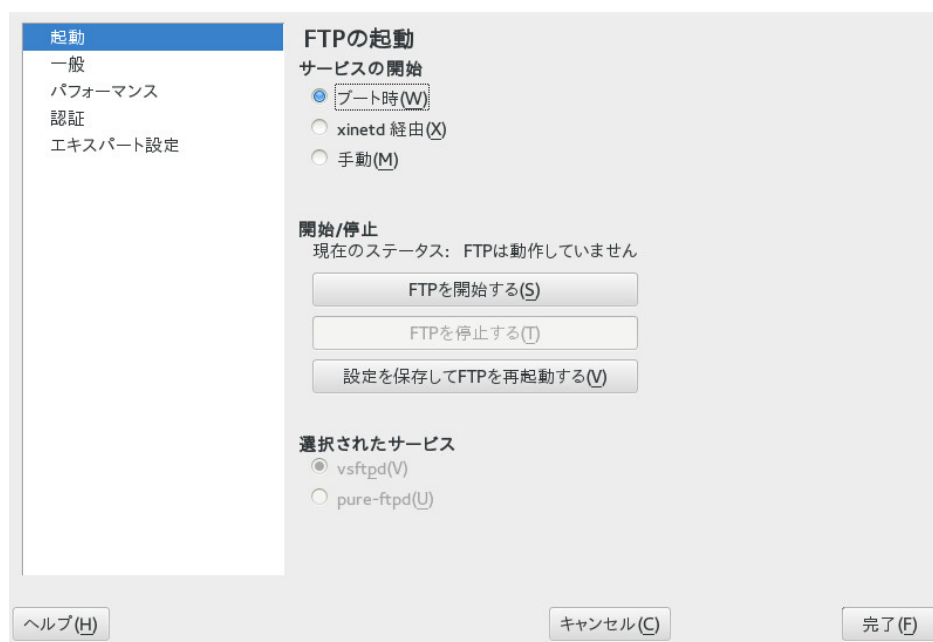 起動
一般
パフォーマンス
認証
エキスパート設定
FTPの起動
サービスの開始
ブート時(W)
xinetd 経由(X)
手動(M)
開始/停止
現在のステータス: FTPは動作していません
FTPを開始する(S)
FTPを停止する(T)
設定を保存してFTPを再起動する(V)
選択されたサービス
vsftpd(V)
pure-ftpd(U)
ヘルプ(H)
キャンセル(C)
完了(F)